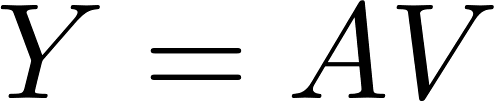 Y = AV